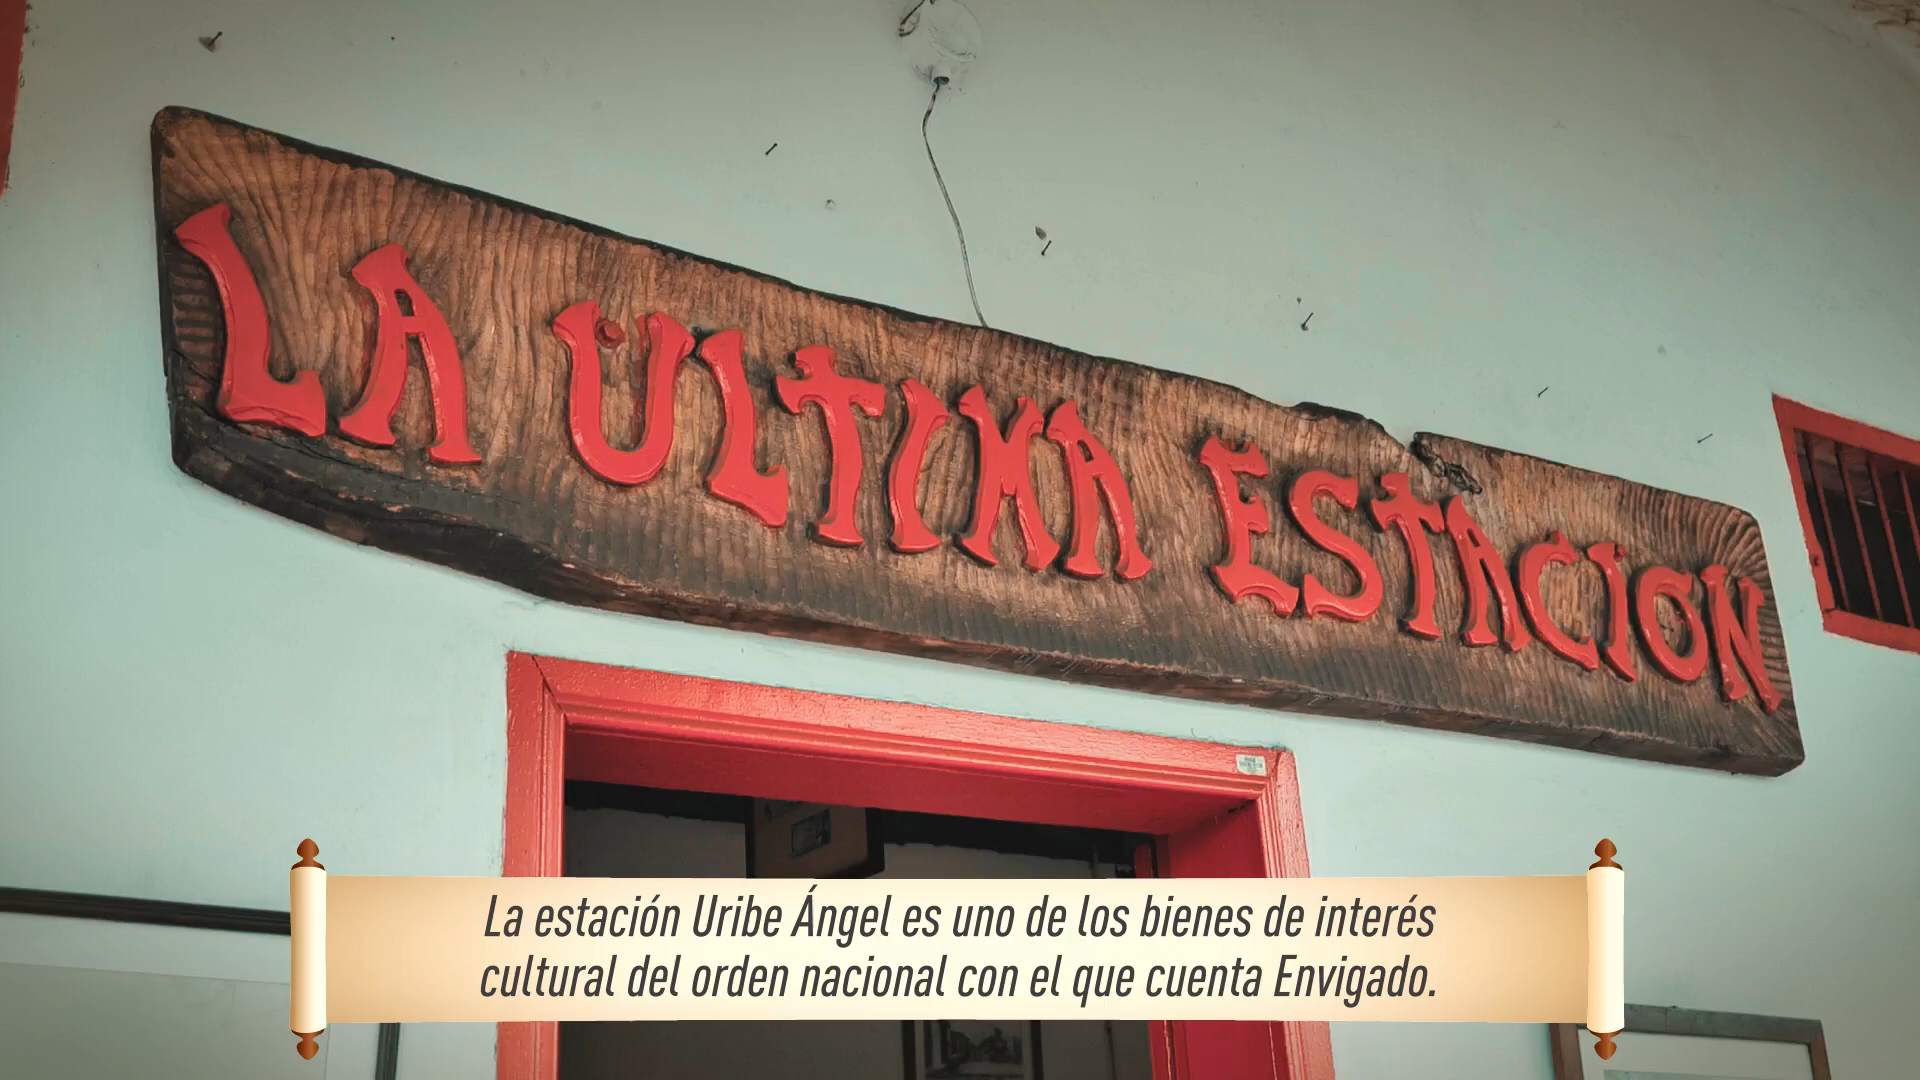 LA ULTIMA ESTACION
La estación Uribe Ángel es uno de los bienes de interés
cultural del orden nacional con el que cuenta Envigado.